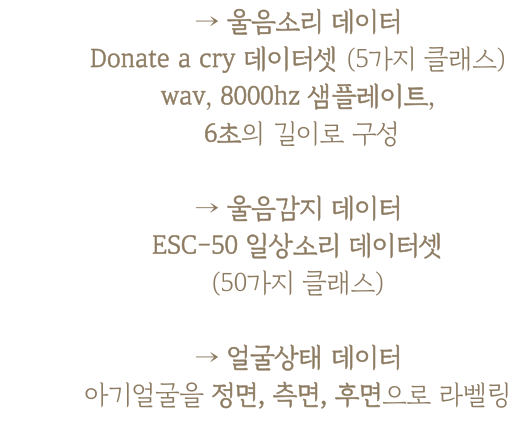 → 울음소리 데이터
Donate a cry 데이터셋 (5가지 클래스)
wav, 8000hz 샘플레이트,
6초의 길이로 구성
→ 울음감지 데이터
ESC-50 일상소리 데이터셋
(50가지 클래스)
→ 얼굴상태 데이터
아기얼굴을 정면, 측면, 후면으로 라벨링